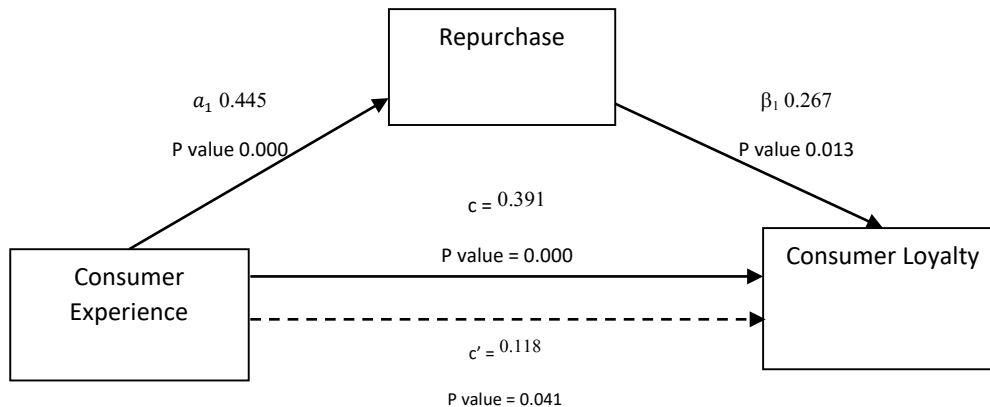 Repurchase
a₁ 0.445
P value 0.000
β₁ 0.267
P value 0.013
c = 0.391
P value = 0.000
Consumer
Experience
Consumer Loyalty
c’ = 0.118
P value = 0.041